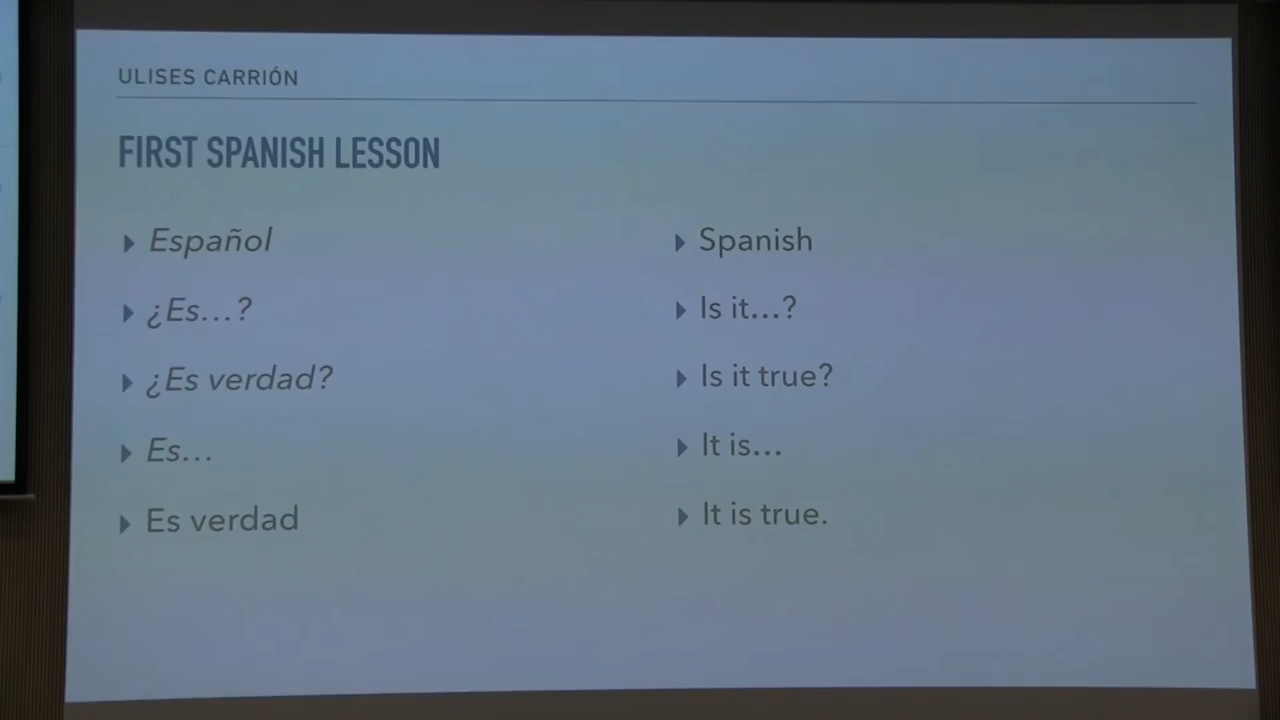 ULISES CARRIÓN
FIRST SPANISH LESSON
Español
¿Es...?
¿Es verdad?
Es...
Es verdad
Spanish
Is it...?
Is it true?
It is...
It is true.